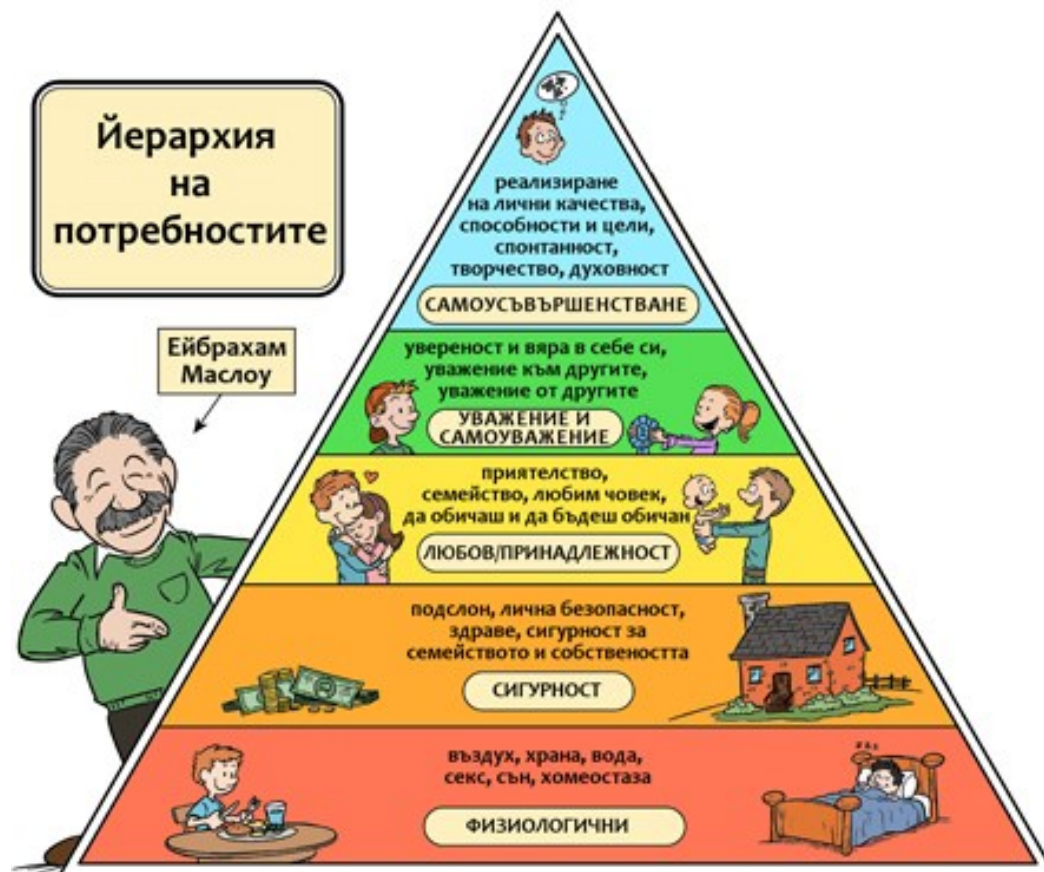 Йерархия
на
потребностите
Ейбрахам
Маслоу
реализиране
на лични качества,
способности и цели,
спонтанност,
творчество, духовност
САМОУСЪВЪРШЕНСТВАНЕ
увереност и вяра в себе си,
уважение към другите,
уважение от другите
УВАЖЕНИЕ И
САМОУВАЖЕНИЕ
приятелство,
семейство, любим човек,
да обичаш и да бъдеш обичан
ЛЮБОВ/ПРИНАДЛЕЖНОСТ
подслон, лична безопасност,
здраве, сигурност за
семейството и собствеността
СИГУРНОСТ
въздух, храна, вода,
секс, сън, хомеостаза
ФИЗИОЛОГИЧНИ